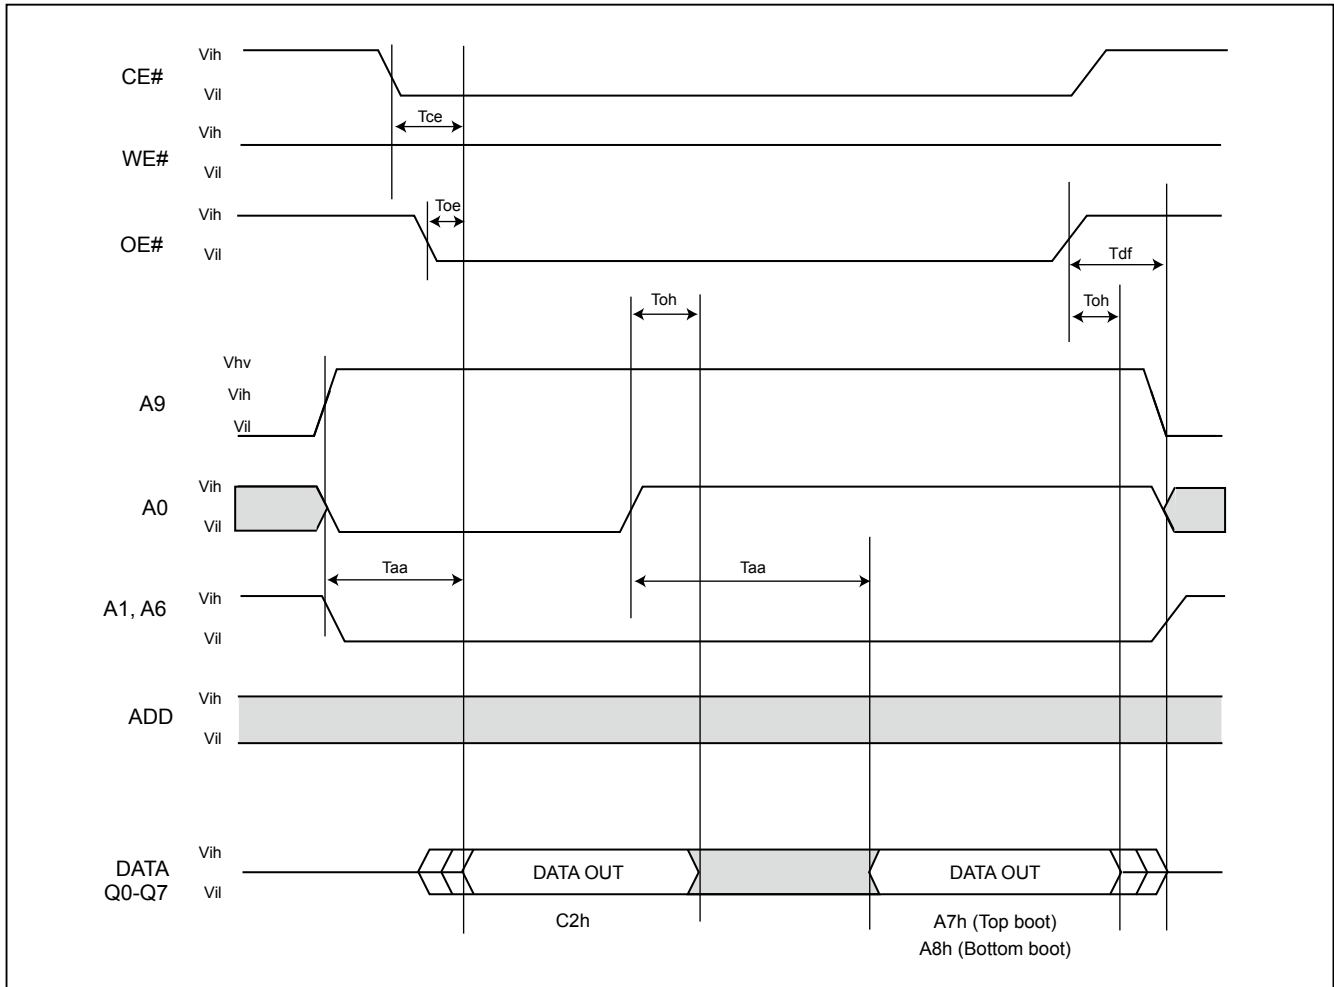 Vih
CE#
Vil
Tce
Vih
WE#
Vil
Toe
Vih
OE#
Vil
Tdf
Toh
Toh
Vhv
Vih
A9
Vil
Vih
A0
Vil
Taa
Taa
Vih
A1, A6
Vil
Vih
ADD
Vil
Vih
DATA
Q0-Q7
Vil
DATA OUT
DATA OUT
C2h
A7h (Top boot)
A8h (Bottom boot)